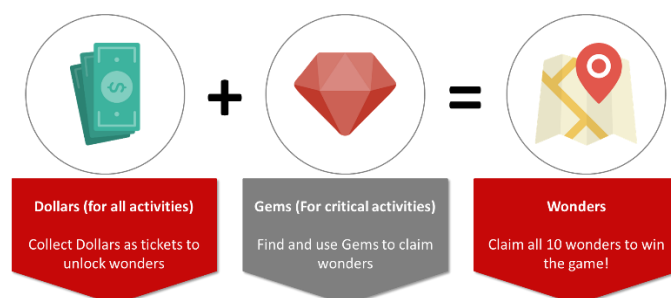 Dollars (for all activities)
Collect Dollars as tickets to
unlock wonders
Gems (For critical activities)
Find and use Gems to claim
wonders
Wonders
Claim all 10 wonders to win
the game!